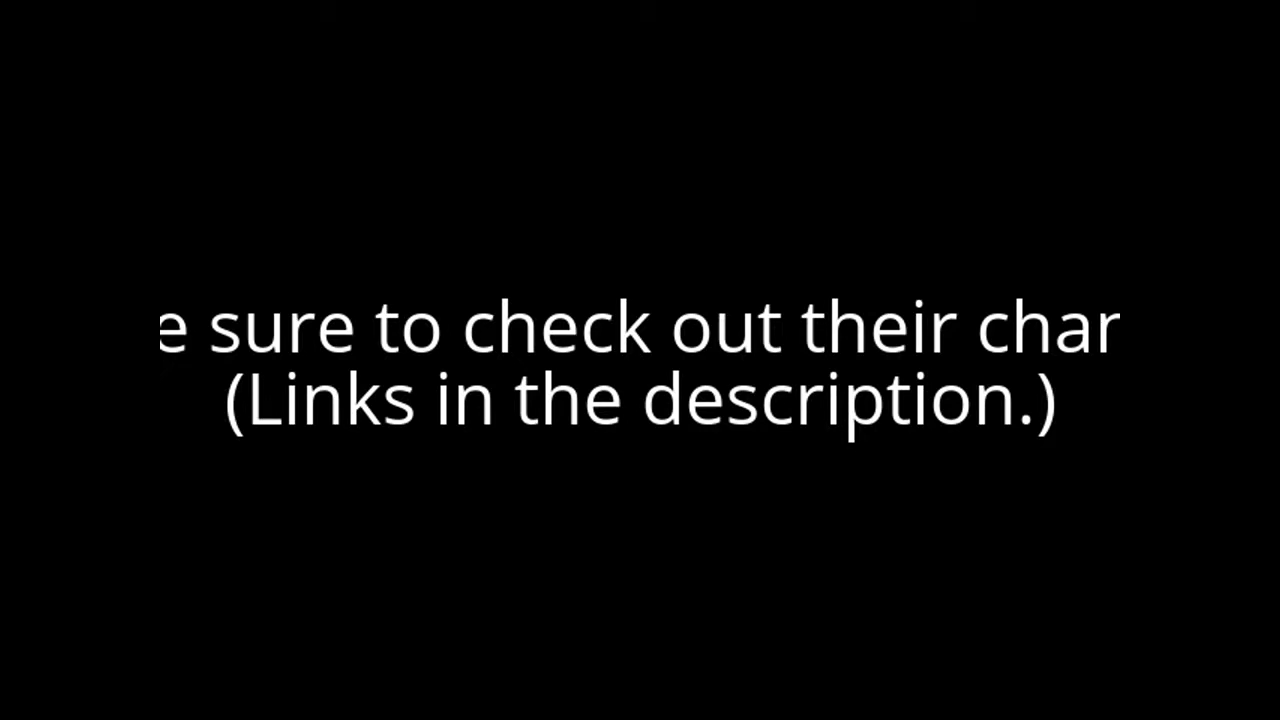 e sure to check out their char
(Links in the description.)